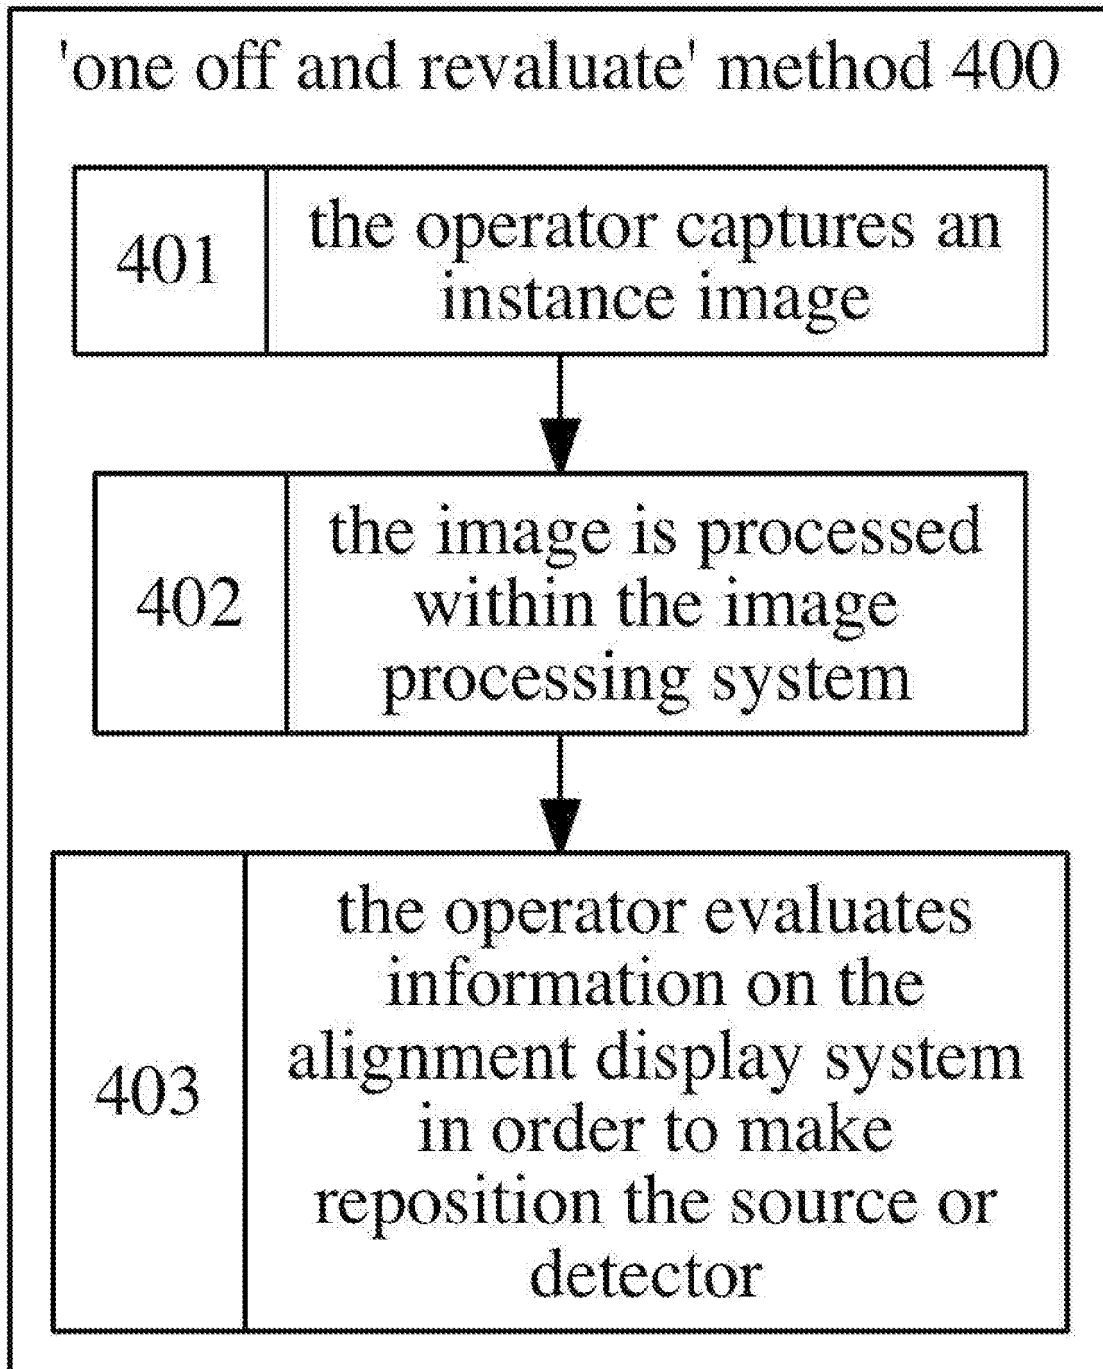 'one off and revaluate' method 400
401
the operator captures an
instance image
402
the image is processed
within the image
processing system
403
the operator evaluates
information on the
alignment display system
in order to make
reposition the source or
detector